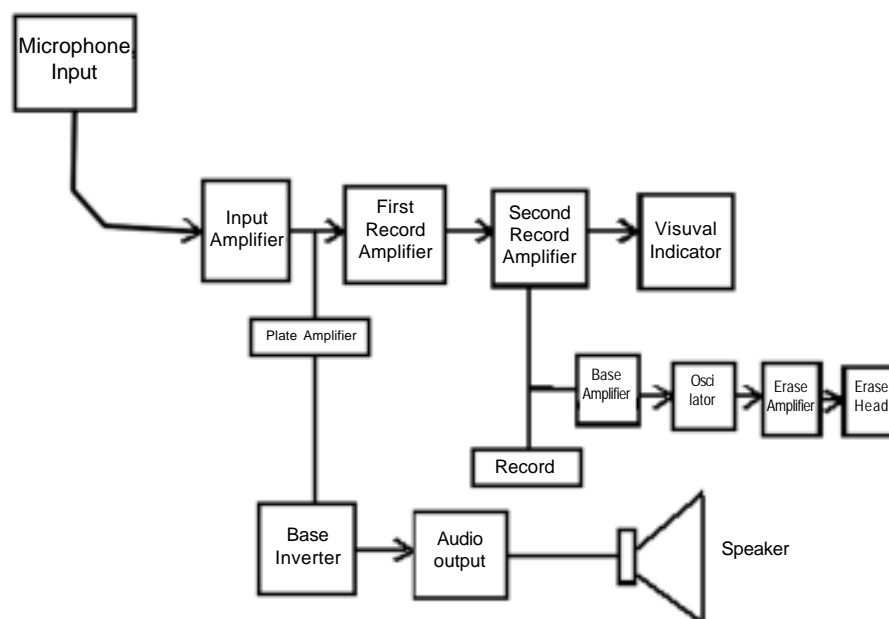 Microphone,
Input
Input
Amplifier
First
Record
Amplifier
Second
Record
Amplifier
Visuval
Indicator
Plate Amplifier
Base
Amplifier
Osci
lator
Erase
Amplifier
Erase
Head
Record
Base
Inverter
Audio
output
Speaker